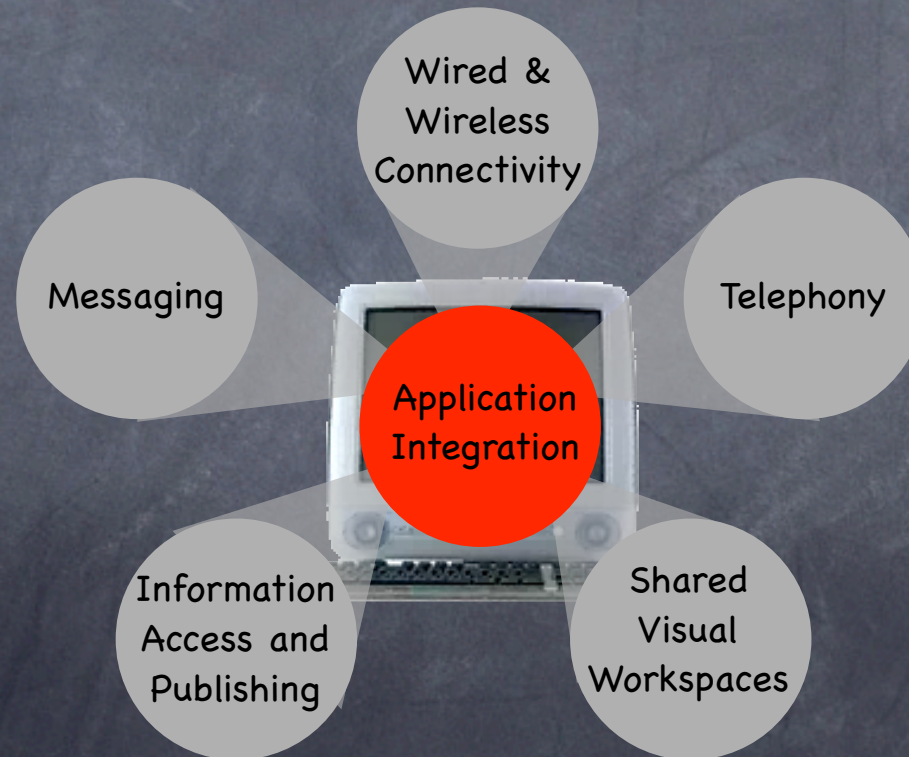 Wired &
Wireless
Connectivity
Messaging
Telephony
Application
Integration
Information
Access and
Publishing
Shared
Visual
Workspaces